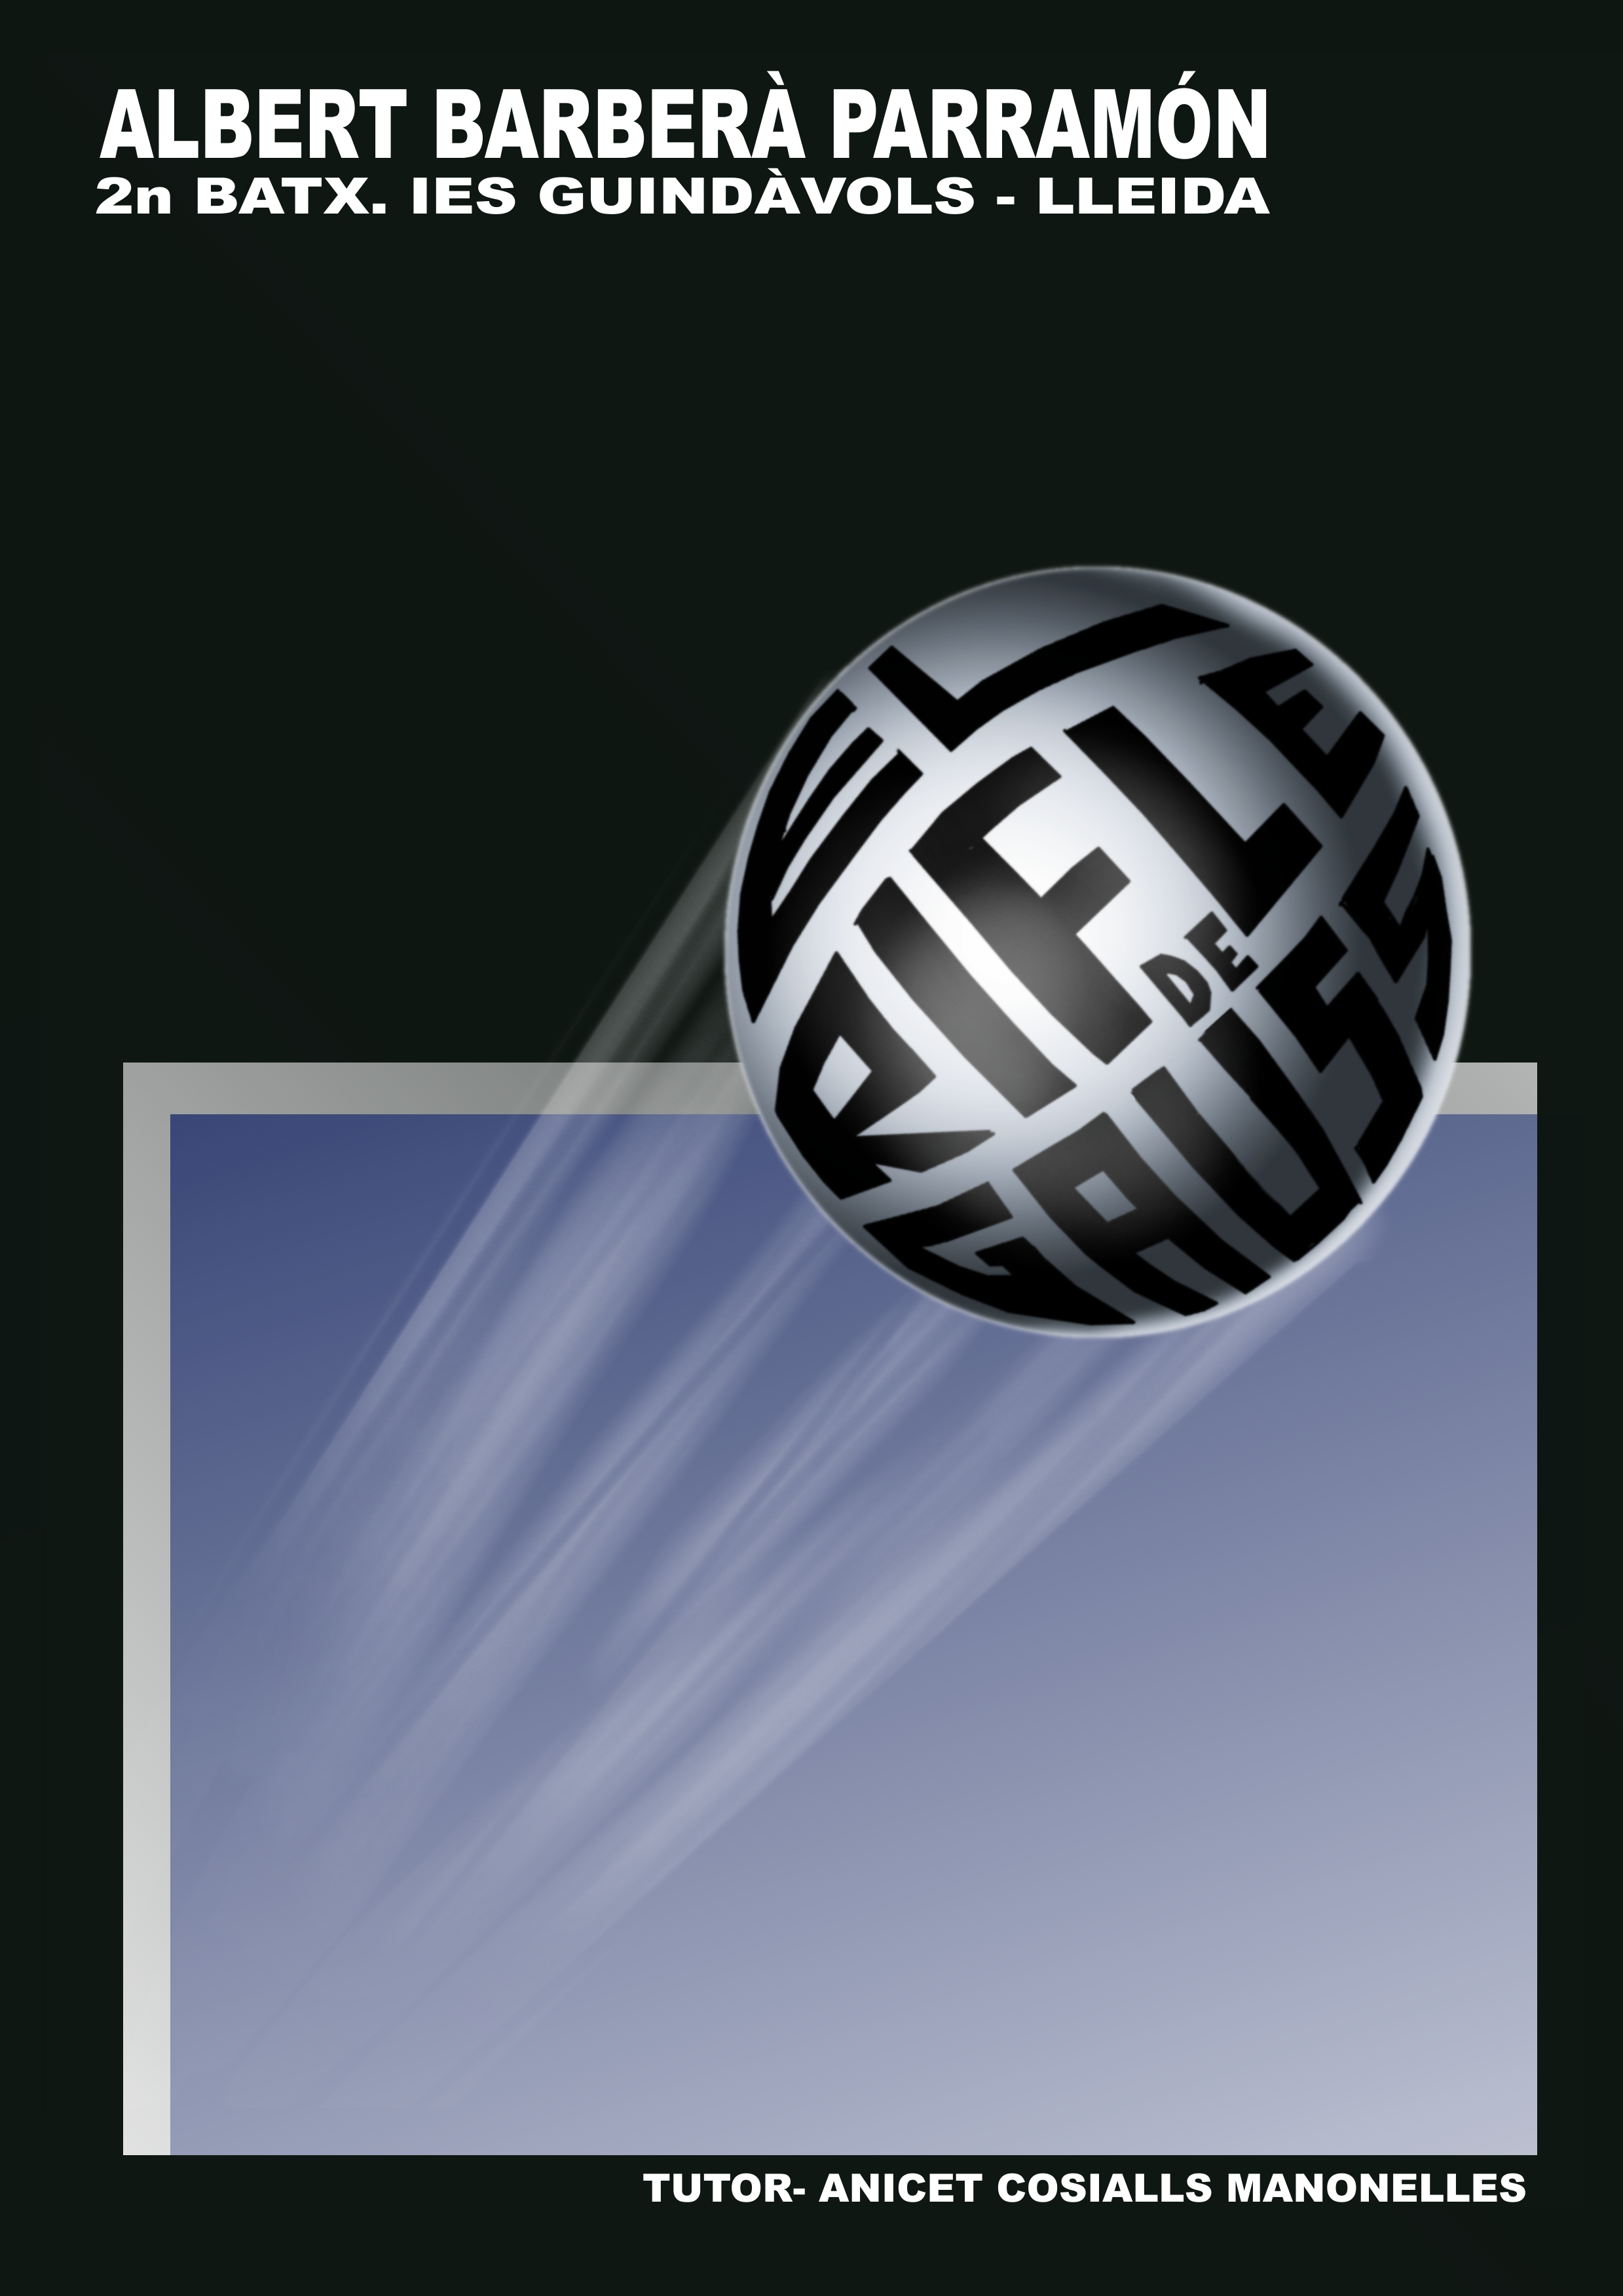 ALBERT BARBERÀ PARRAMÓN
2n BATX. IES GUINDÀVOLS - LLEIDA
EL
RIFLE
DE
GAUSS
TUTOR- ANICET COSIALLS MANONELLES